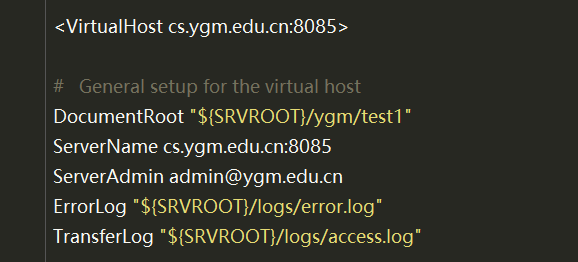 <VirtualHost cs.ygm.edu.cn:8085>
#   General setup for the virtual host
DocumentRoot "${SRVROOT}/ygm/test1"
ServerName cs.ygm.edu.cn:8085
ServerAdmin admin@ygm.edu.cn
ErrorLog "${SRVROOT}/logs/error.log"
TransferLog "${SRVROOT}/logs/access.log"